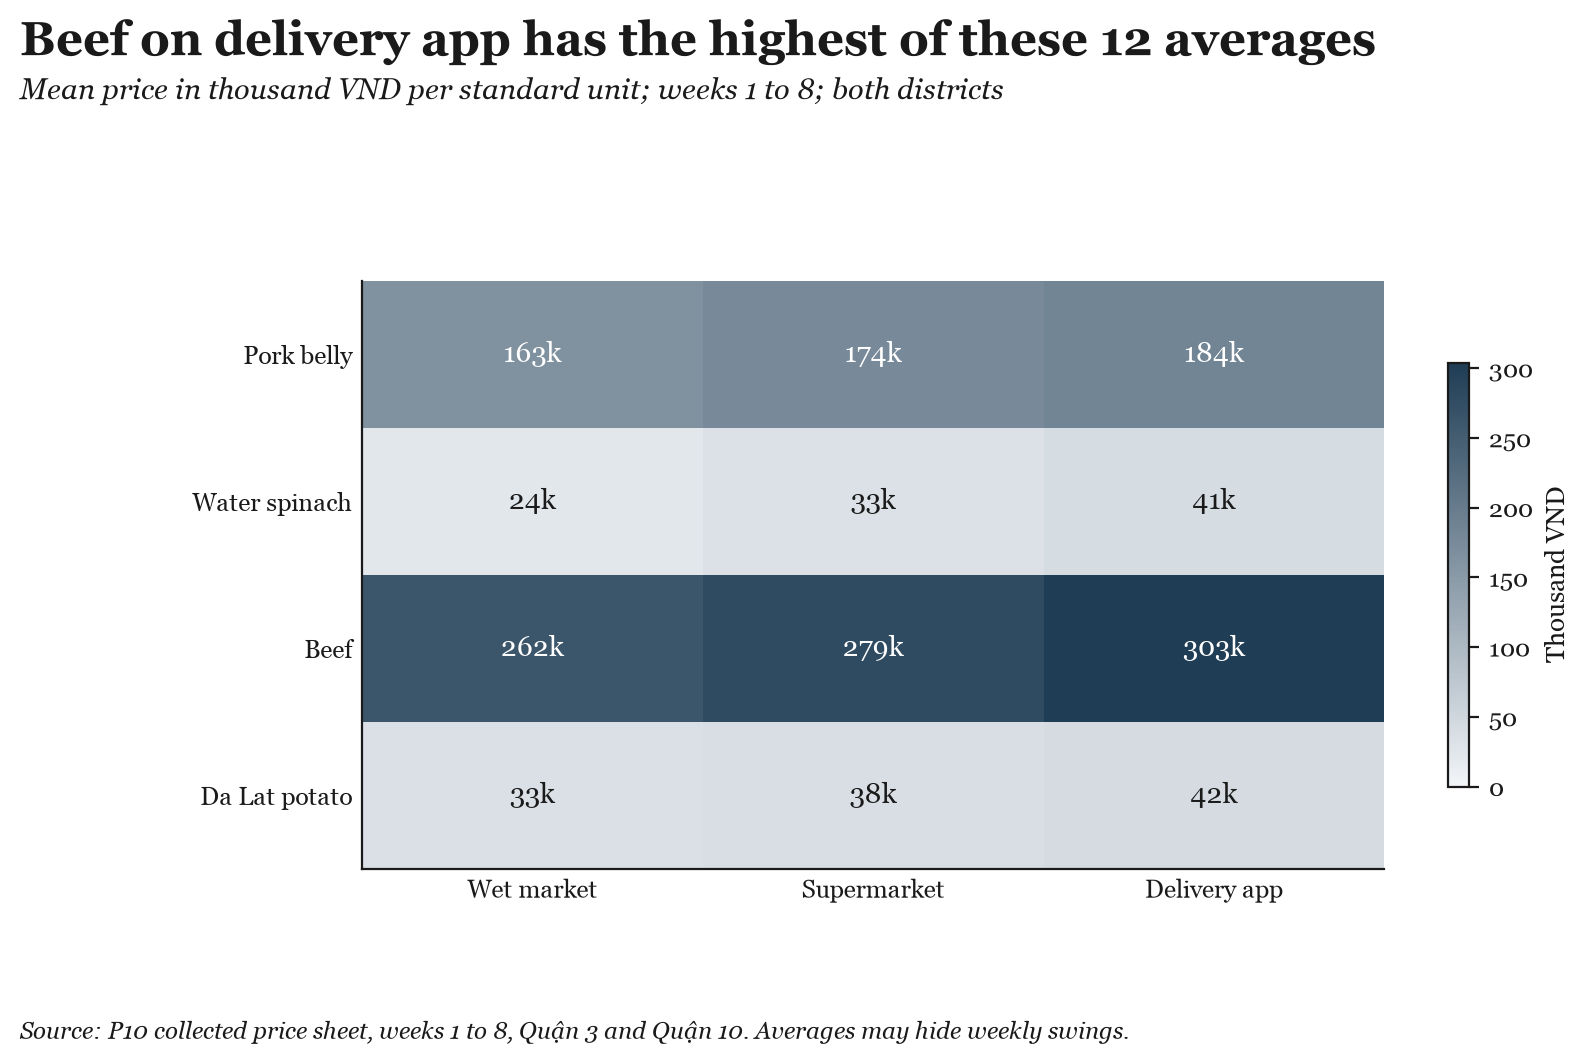 Beef on delivery app has the highest of these 12 averages
Mean price in thousand VND per standard unit; weeks 1 to 8; both districts
Pork belly 163k 174k 184k
Water spinach 24k 33k 41k
Beef 262k 279k 303k
Da Lat potato 33k 38k 42k
Wet market Supermarket Delivery app
300
250
200
150
100
50
0
Thousand VND
Source: P10 collected price sheet, weeks 1 to 8, Quận 3 and Quận 10. Averages may hide weekly swings.